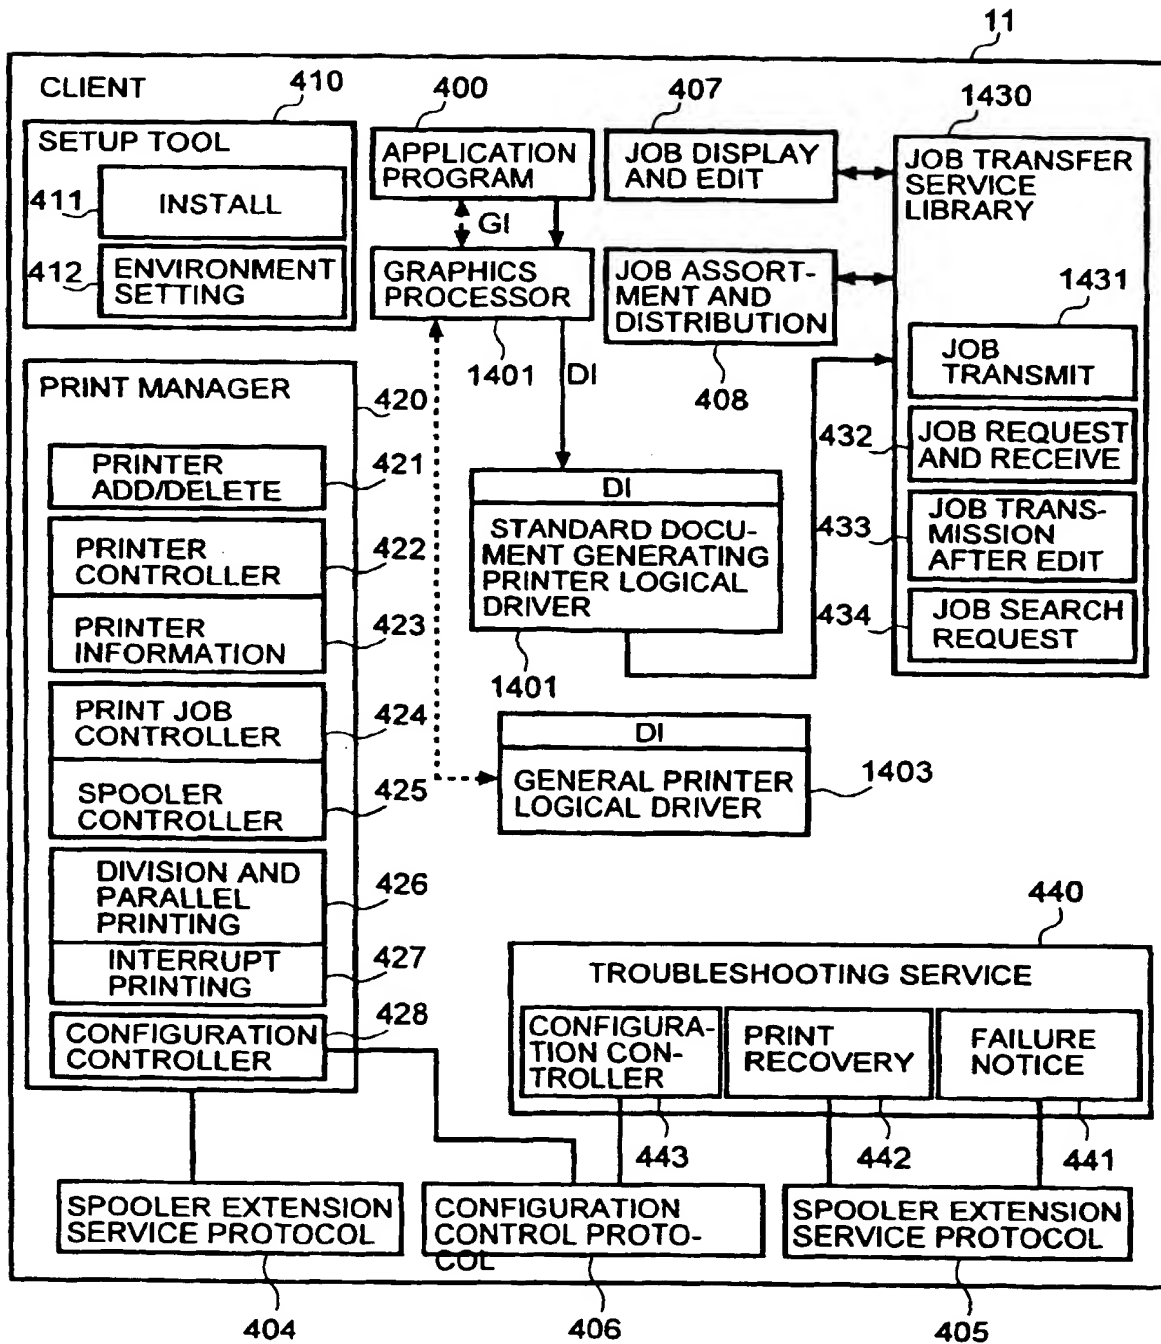 11
CLIENT
410
400
407
1430
SETUP TOOL
411
INSTALL
412
ENVIRONMENT
SETTING
APPLICATION
PROGRAM
GI
GRAPHICS
PROCESSOR
1401
DI
JOB DISPLAY
AND EDIT
JOB ASSORT-
MENT AND
DISTRIBUTION
408
JOB TRANSFER
SERVICE
LIBRARY
1431
JOB
TRANSMIT
432
JOB REQUEST
AND RECEIVE
433
JOB TRANS-
MISSION
AFTER EDIT
434
JOB SEARCH
REQUEST
PRINT MANAGER
420
PRINTER
ADD/DELETE
421
PRINTER
CONTROLLER
422
PRINTER
INFORMATION
423
PRINT JOB
CONTROLLER
424
SPOOLER
CONTROLLER
425
DIVISION AND
PARALLEL
PRINTING
426
INTERRUPT
PRINTING
427
CONFIGURATION
CONTROLLER
428
DI
STANDARD DOCU-
MENT GENERATING
PRINTER LOGICAL
DRIVER
1401
DI
GENERAL PRINTER
LOGICAL DRIVER
1403
440
TROUBLESHOOTING SERVICE
CONFIGURA-
TION CON-
TROLLER
443
PRINT
RECOVERY
442
FAILURE
NOTICE
441
SPOOLER EXTENSION
SERVICE PROTOCOL
404
CONFIGURATION
CONTROL PROTO-
COL
406
SPOOLER EXTENSION
SERVICE PROTOCOL
405